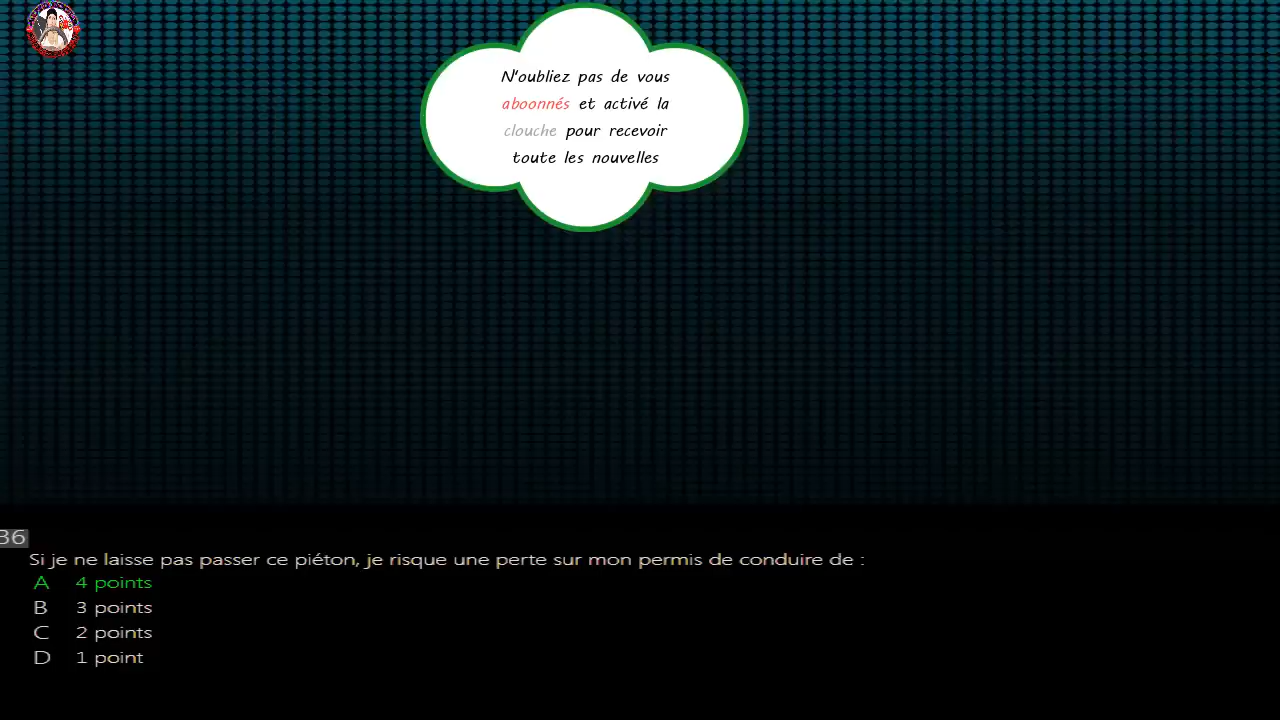 N'oubliez pas de vous
aboonnés et activé la
clouche pour recevoir
toute les nouvelles
36
Si je ne laisse pas passer ce piéton, je risque une perte sur mon permis de conduire de :
A 4 points
B 3 points
C 2 points
D 1 point